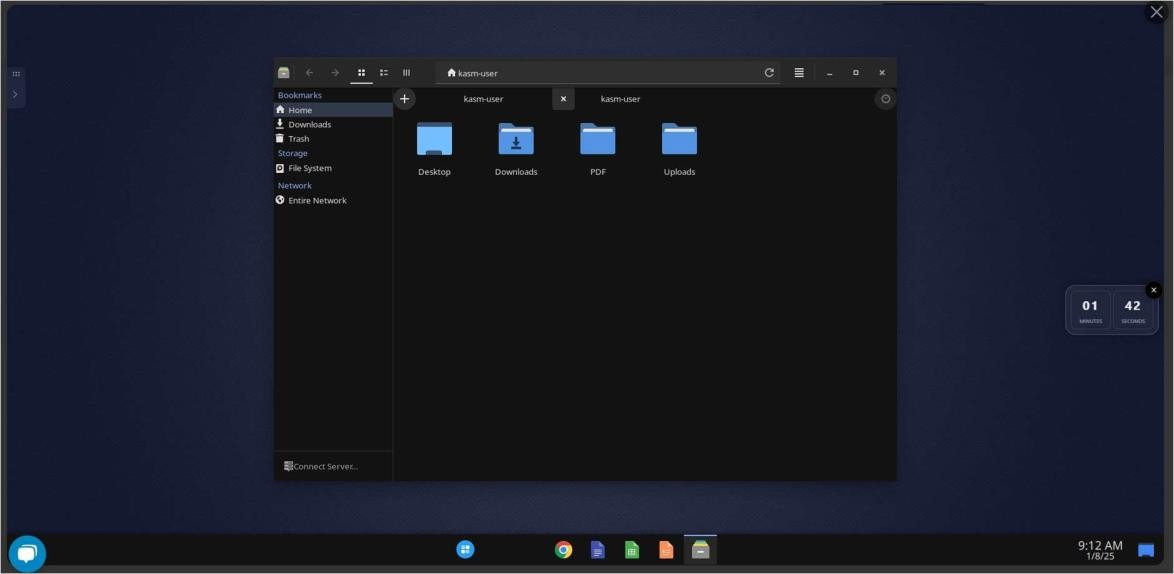 kasm-user
Bookmarks
Home
Downloads
Trash
Storage
File System
Network
Entire Network
Connect Server...
kasm-user
kasm-user
Desktop
Downloads
PDF
Uploads
01
MINUTES
42
SECONDS
9:12 AM
1/8/25